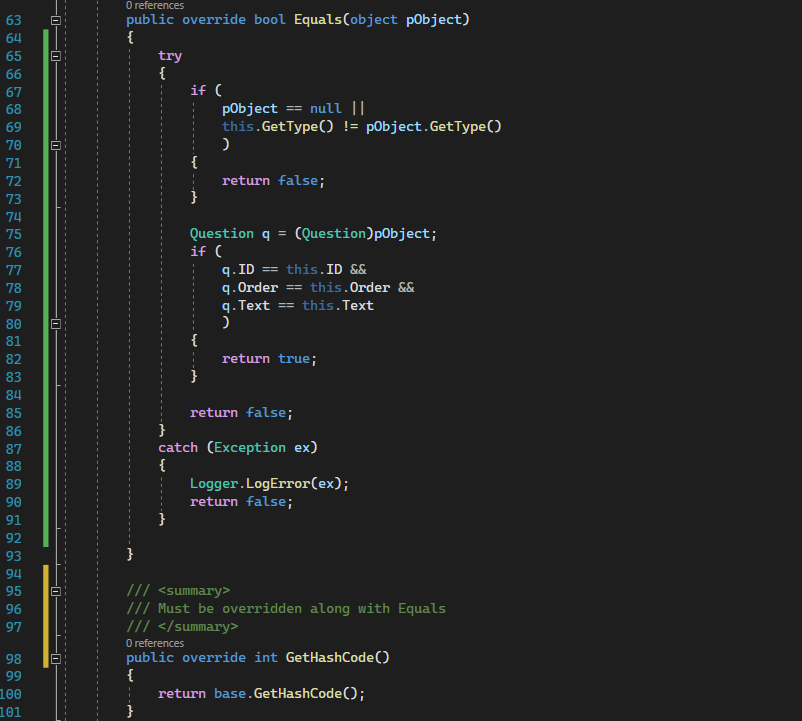 0 references
63 public override bool Equals(object pObject)
64 {
65 try
66 {
67 if (
68 pObject == null ||
69 this.GetType() != pObject.GetType()
70 )
71 {
72 return false;
73 }
74
75 Question q = (Question)pObject;
76 if (
77 q.ID == this.ID &&
78 q.Order == this.Order &&
79 q.Text == this.Text
80 )
81 {
82 return true;
83 }
84
85 return false;
86 }
87 catch (Exception ex)
88 {
89 Logger.LogError(ex);
90 return false;
91 }
92
93 }
94
95 /// <summary>
96 /// Must be overridden along with Equals
97 /// </summary>
0 references
98 public override int GetHashCode()
99 {
100 return base.GetHashCode();
101 }